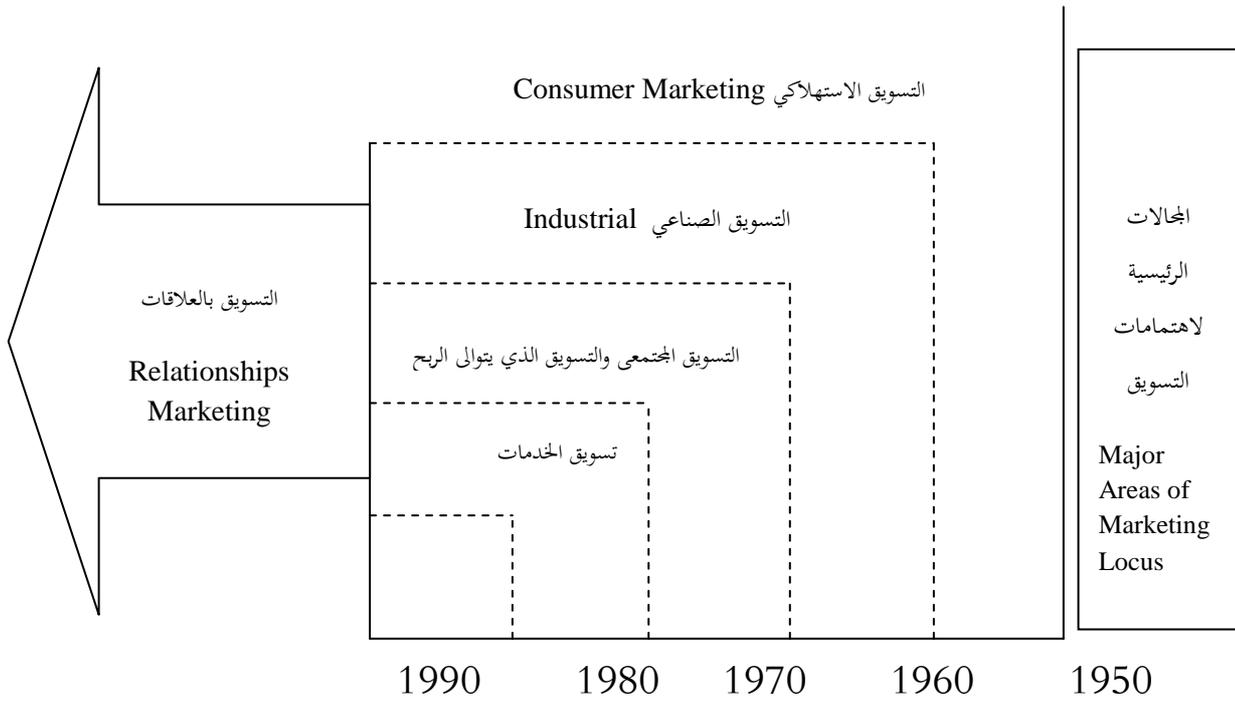 التسويق الاستهلاكي Consumer Marketing
التسويق الصناعي Industrial
التسويق المجتمعى والتسويق الذي يتوالى الربح
تسويق الخدمات
التسويق بالعلاقات
Relationships
Marketing
المجالات
الرئيسية
لاهتمامات
التسويق
Major
Areas of
Marketing
Locus
1990 1980 1970 1960 1950